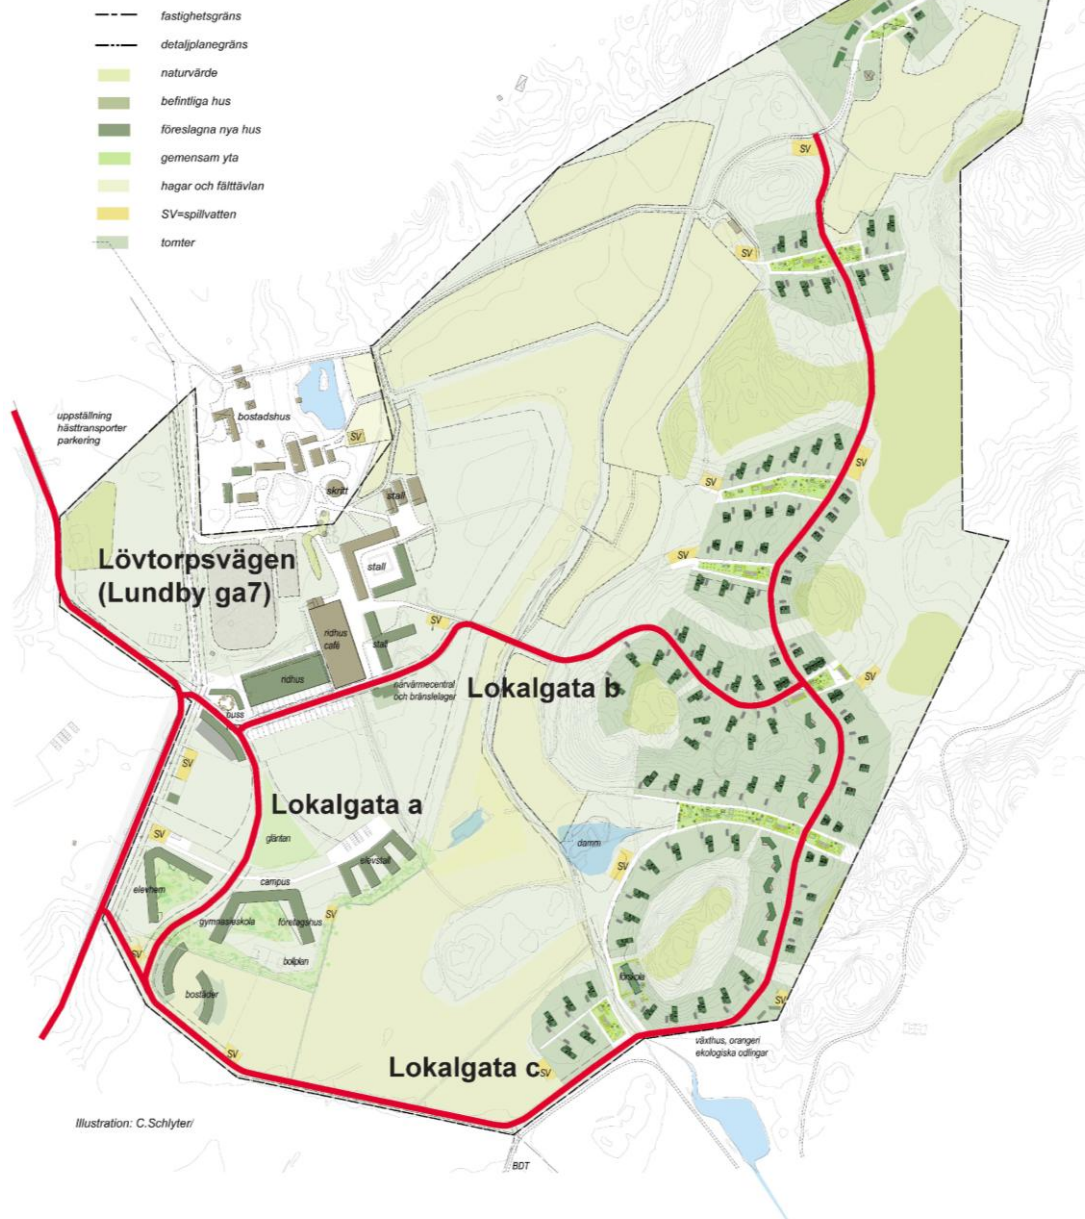 fastighetsgräns
detaljplanegräns
naturvärde
befintliga hus
föreslagna nya hus
gemensam yta
hagar och fälttävlan
SV=spillvatten
tomter
SV
SV
uppställning
hästtransporter
parkering
bostadshus
SV
skritt
stall
SV
SV
Lövtorpsvägen
(Lundby ga7)
stall
SV
SV
ridhus
café
stall
ridhus
närvärmecentral
och bränslelager
Lokalgata b
SV
buss
SV
Lokalgata a
SV
gläntan
damm
SV
elevstall
elevhem
campus
gymnasieskola
företagshus
SV
SV
bollplan
bostäder
förskola
SV
SV
växthus, orangeri
ekologiska odlingar
Lokalgata c
SV
Illustration: C.Schlyter/
BDT